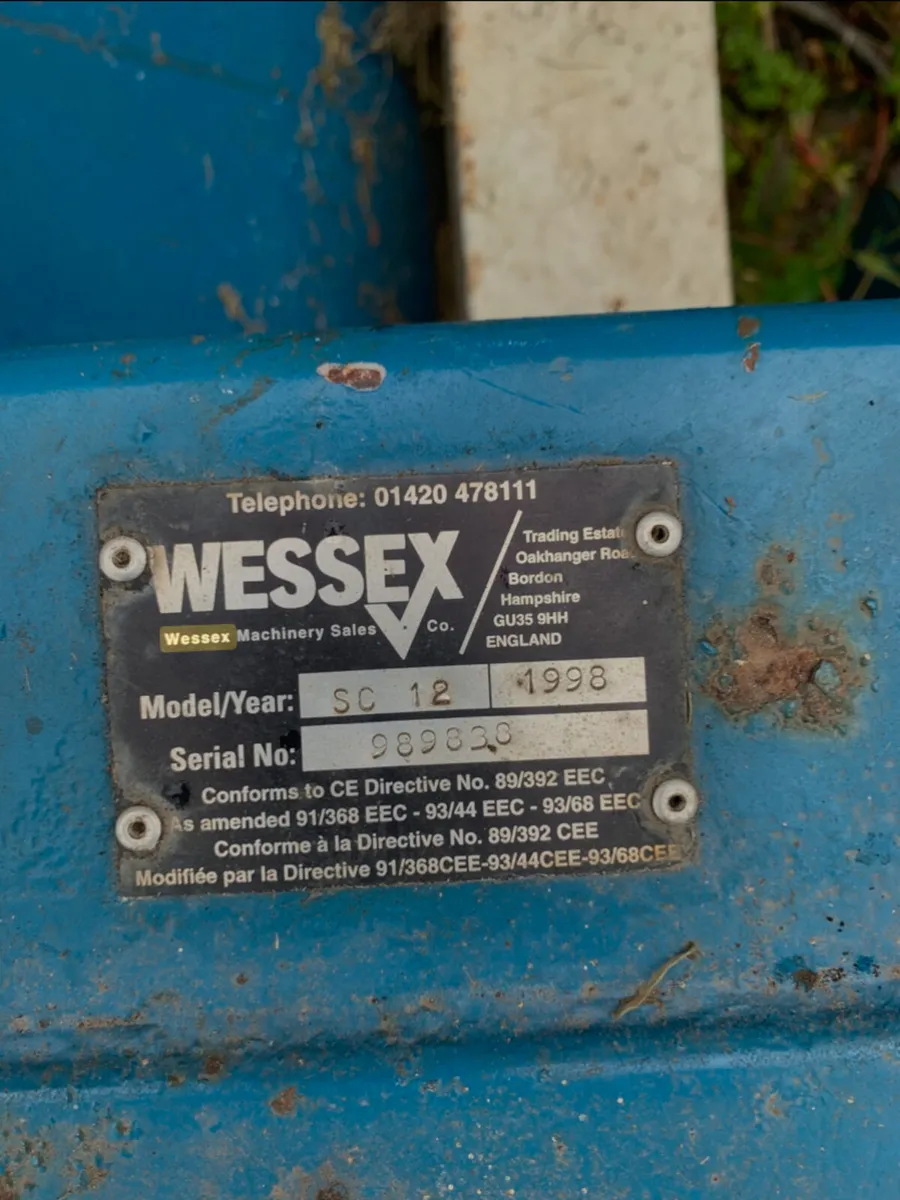 Telephone: 01420 478111
WESSEX
Wessex Machinery Sales Co.
Trading Estate
Oakhanger Road
Bordon
Hampshire
GU35 9HH
ENGLAND
Model/Year: SC 12 1998
Serial No: 989838
Conforms to CE Directive No. 89/392 EEC
As amended 91/368 EEC - 93/44 EEC - 93/68 EEC
Conforme à la Directive No. 89/392 CEE
Modifiée par la Directive 91/368CEE-93/44CEE-93/68CEE